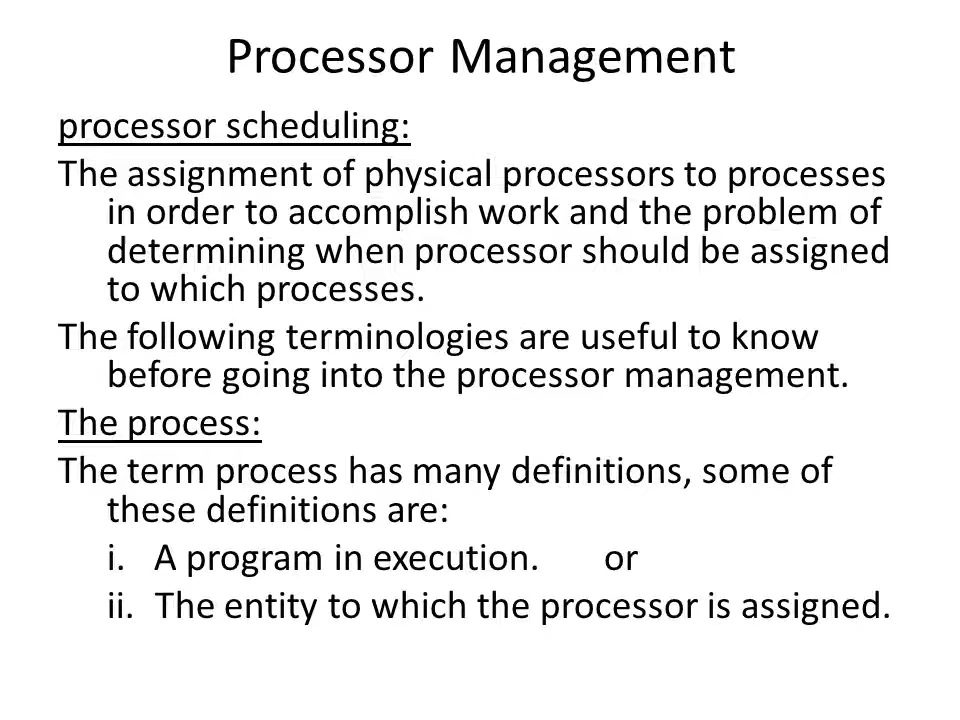 Processor Management
processor scheduling:
The assignment of physical processors to processes
in order to accomplish work and the problem of
determining when processor should be assigned
to which processes.
The following terminologies are useful to know
before going into the processor management.
The process:
The term process has many definitions, some of
these definitions are:
i. A program in execution. or
ii. The entity to which the processor is assigned.